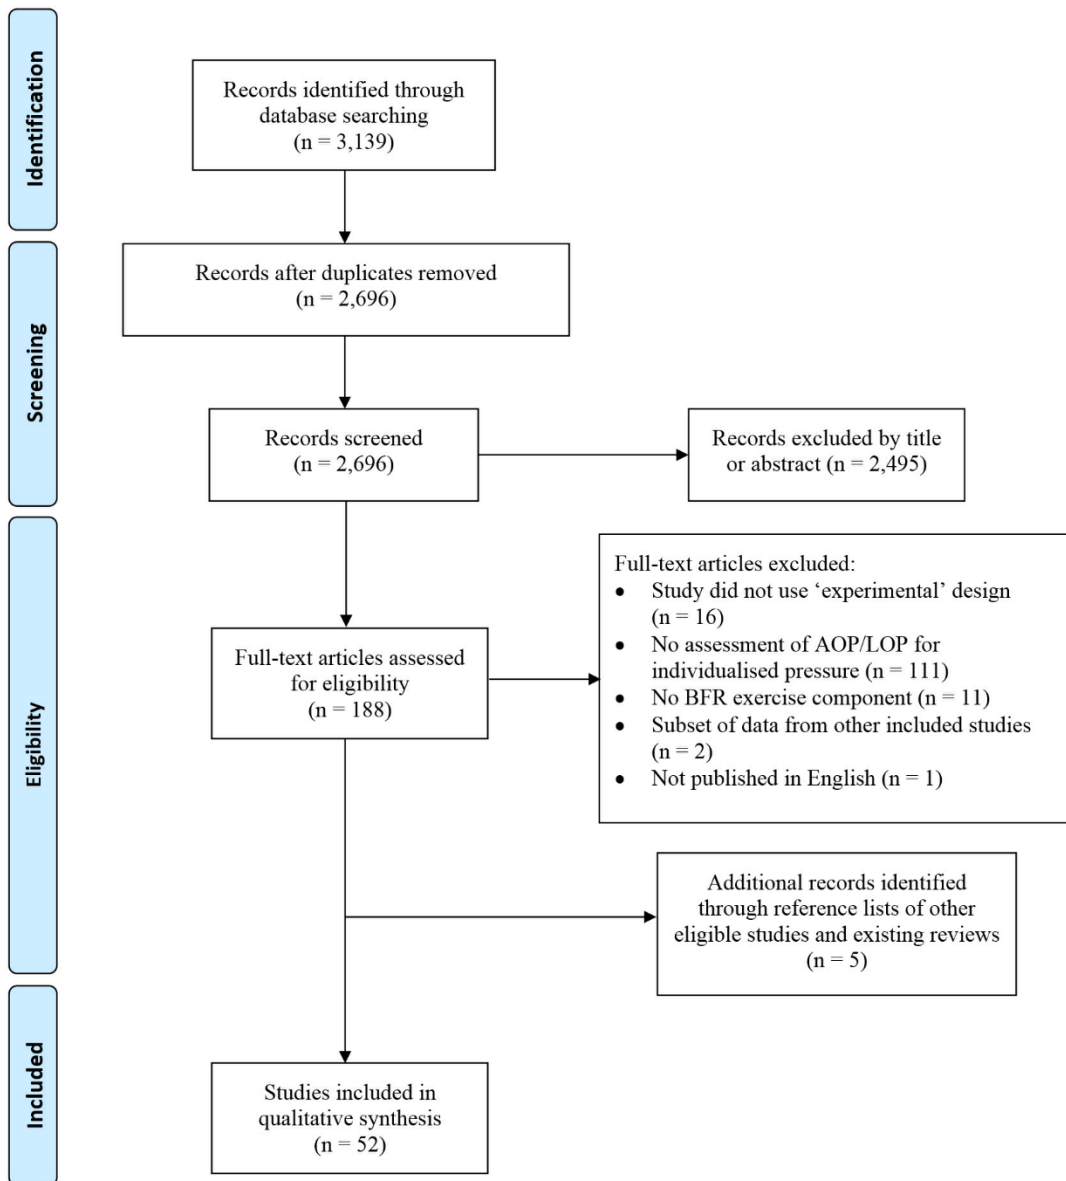 Identification
Records identified through
database searching
(n = 3,139)
Screening
Records after duplicates removed
(n = 2,696)
Records screened
(n = 2,696)
Records excluded by title
or abstract (n = 2,495)
Eligibility
Full-text articles assessed
for eligibility
(n = 188)
Full-text articles excluded:
• Study did not use ‘experimental’ design
(n = 16)
• No assessment of AOP/LOP for
individualised pressure (n = 111)
• No BFR exercise component (n = 11)
• Subset of data from other included studies
(n = 2)
• Not published in English (n = 1)
Additional records identified
through reference lists of other
eligible studies and existing reviews
(n = 5)
Included
Studies included in
qualitative synthesis
(n = 52)